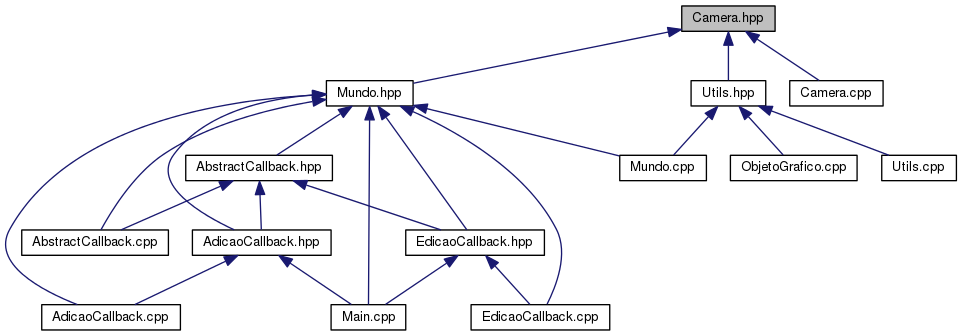 Camera.hpp
Mundo.hpp
Utils.hpp
Camera.cpp
AbstractCallback.hpp
Mundo.cpp
ObjetoGrafico.cpp
Utils.cpp
AbstractCallback.cpp
AdicaoCallback.hpp
EdicaoCallback.hpp
AdicaoCallback.cpp
Main.cpp
EdicaoCallback.cpp